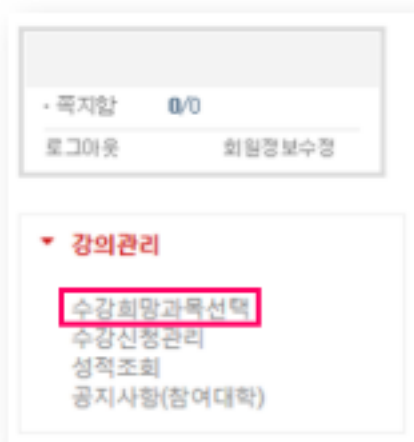 · 쪽지함 0/0
로그아웃 회원정보수정
▼ 강의관리
수강희망과목선택
수강신청관리
성적조회
공지사항(참여대학)